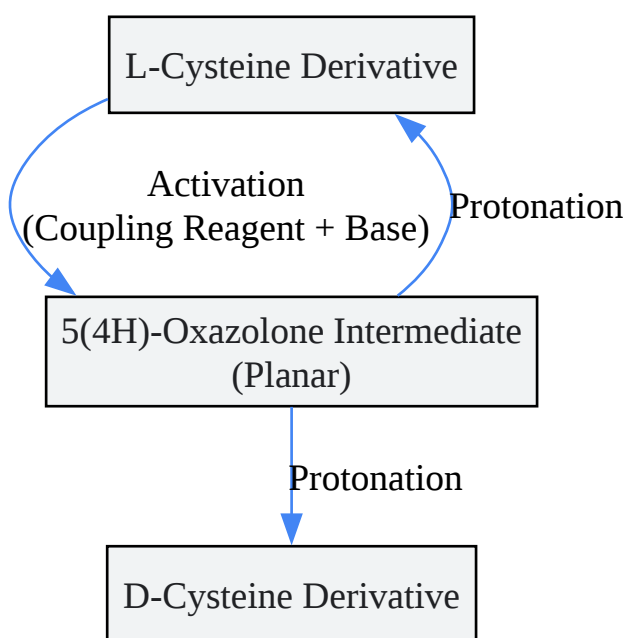 L-Cysteine Derivative
Activation
(Coupling Reagent + Base)
Protonation
5(4H)-Oxazolone Intermediate
(Planar)
Protonation
D-Cysteine Derivative